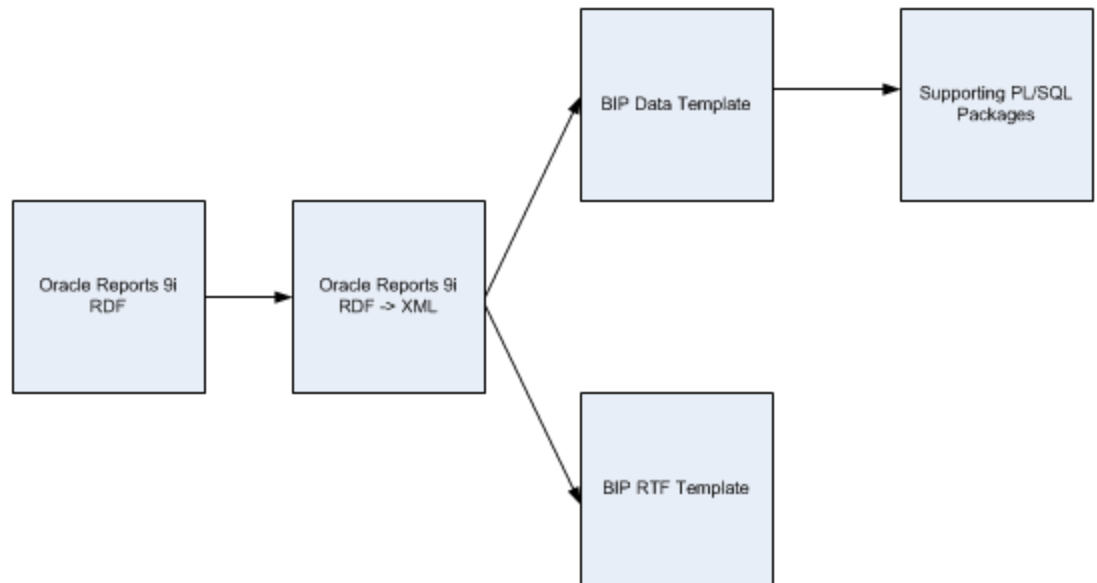 BIP Data Template
Supporting PL/SQL
Packages
Oracle Reports 9i
RDF
Oracle Reports 9i
RDF -> XML
BIP RTF Template